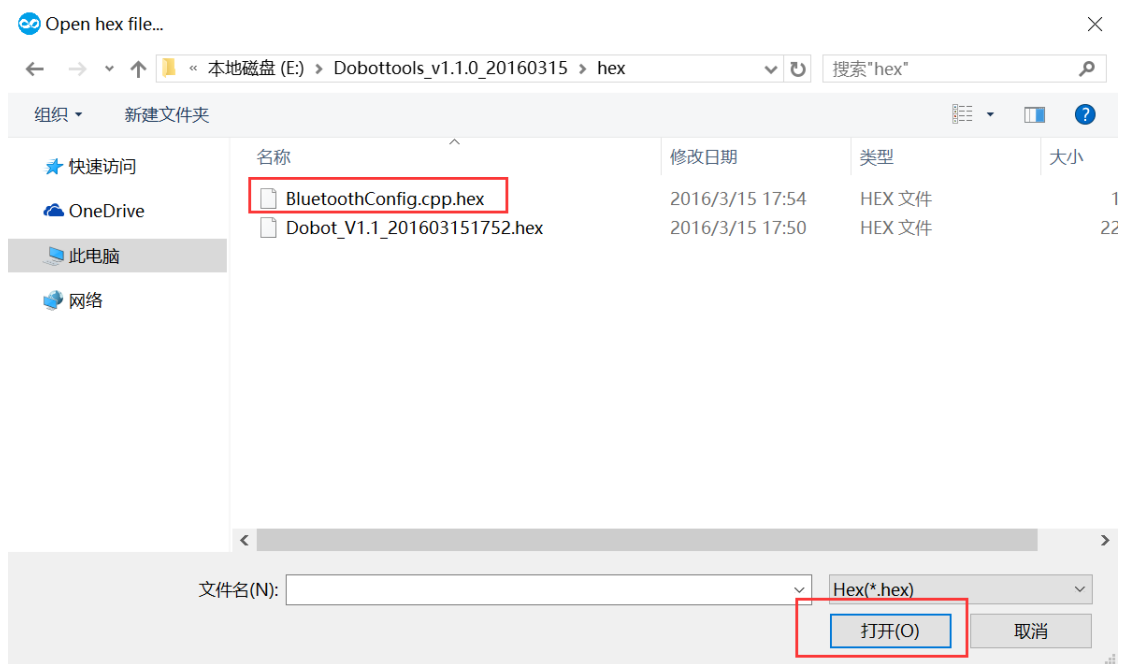 Open hex file...
« 本地磁盘 (E:) > Dobottools_v1.1.0_20160315 > hex
搜索"hex"
组织 新建文件夹
名称 修改日期 类型 大小
快速访问
OneDrive
此电脑
网络
BluetoothConfig.cpp.hex 2016/3/15 17:54 HEX 文件 1
Dobot_V1.1_201603151752.hex 2016/3/15 17:50 HEX 文件 22
文件名(N): Hex(*.hex)
打开(O) 取消